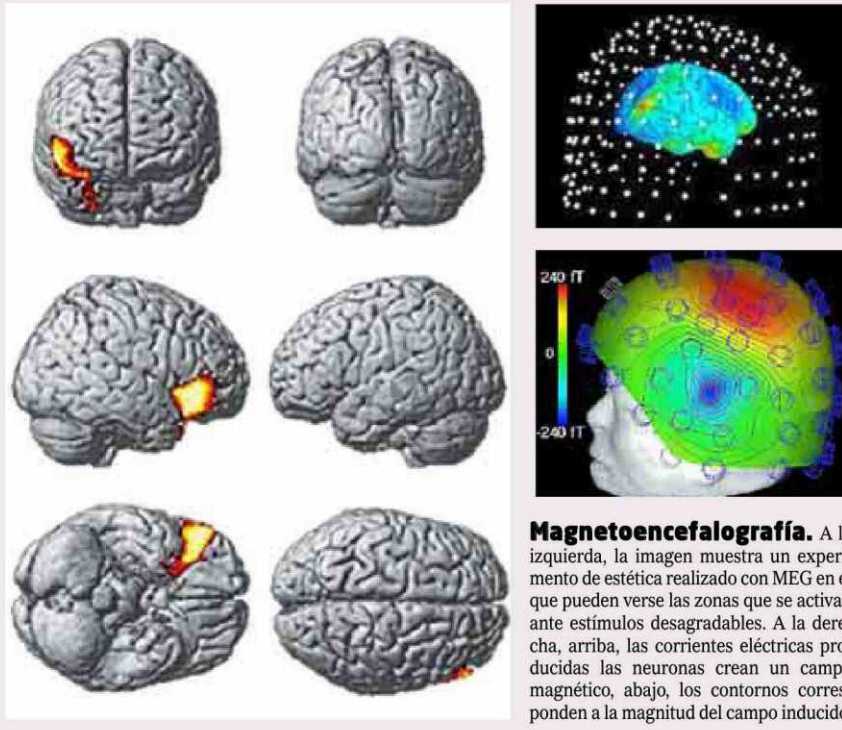 240 fT
0
-240 fT
Magnetoencefalografía. A l
izquierda, la imagen muestra un experi
mento de estética realizado con MEG en e
que pueden verse las zonas que se activa
ante estímulos desagradables. A la dere
cha, arriba, las corrientes eléctricas pro
ducidas las neuronas crean un camp
magnético, abajo, los contornos corres
ponden a la magnitud del campo inducido